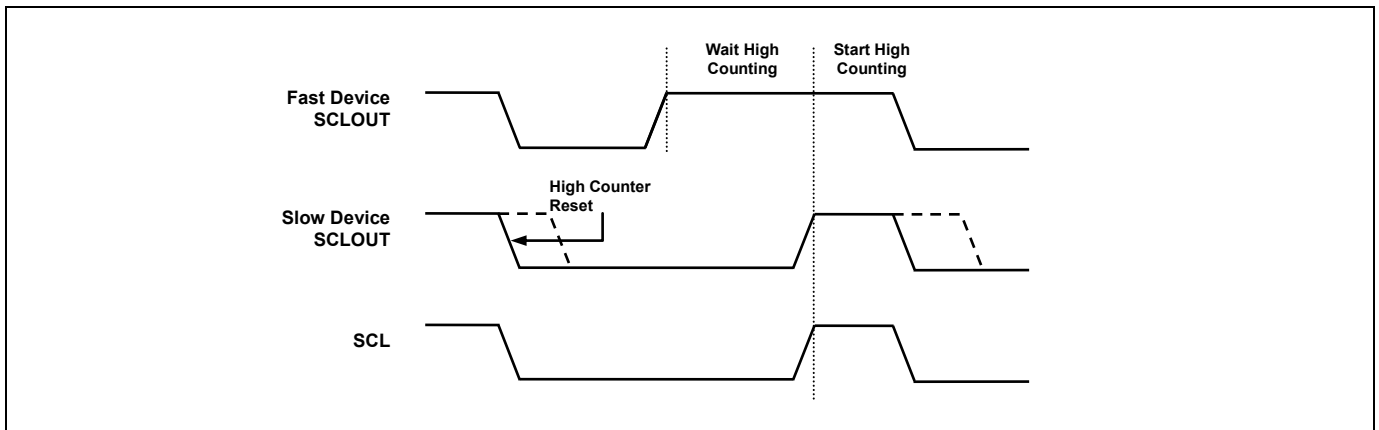 Wait High
Counting
Start High
Counting
Fast Device
SCLOUT
High Counter
Reset
Slow Device
SCLOUT
SCL